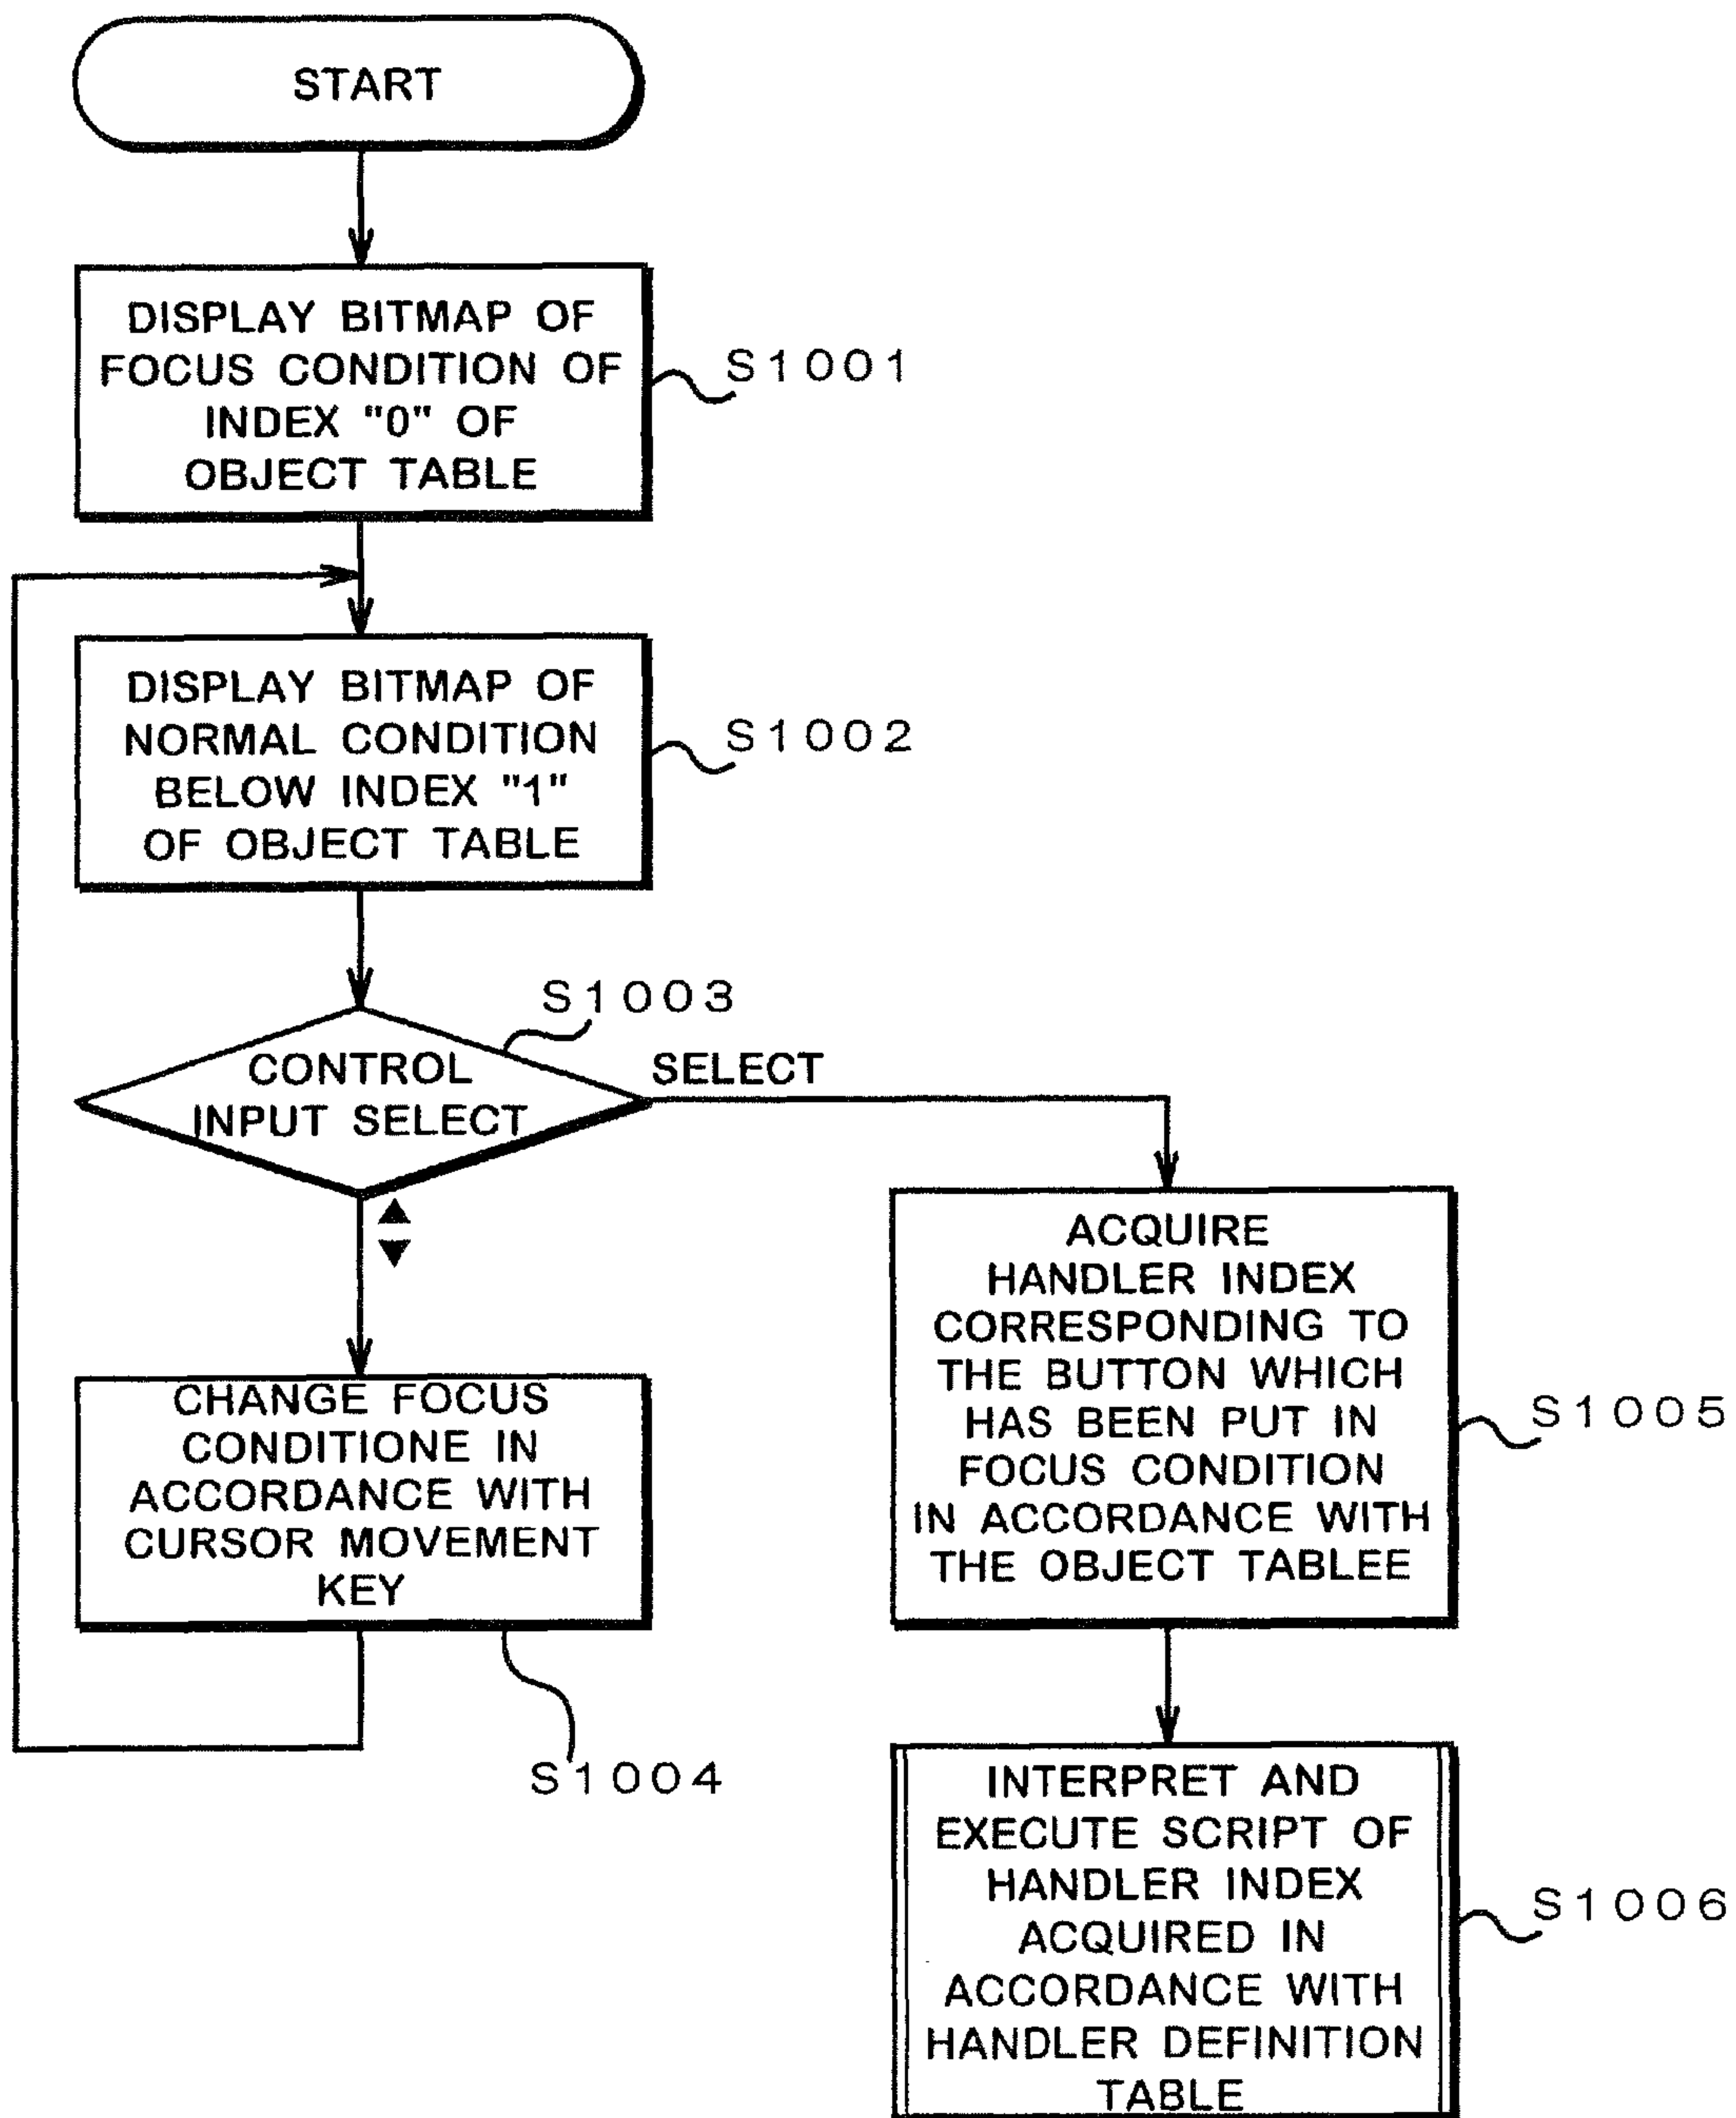 START
DISPLAY BITMAP OF
FOCUS CONDITION OF
INDEX "0" OF
OBJECT TABLE
S1001
DISPLAY BITMAP OF
NORMAL CONDITION
BELOW INDEX "1"
OF OBJECT TABLE
S1002
S1003
CONTROL
INPUT SELECT
SELECT
▲
▼
CHANGE FOCUS
CONDITIONE IN
ACCORDANCE WITH
CURSOR MOVEMENT
KEY
S1004
ACQUIRE
HANDLER INDEX
CORRESPONDING TO
THE BUTTON WHICH
HAS BEEN PUT IN
FOCUS CONDITION
IN ACCORDANCE WITH
THE OBJECT TABLEE
S1005
INTERPRET AND
EXECUTE SCRIPT OF
HANDLER INDEX
ACQUIRED IN
ACCORDANCE WITH
HANDLER DEFINITION
TABLE
S1006